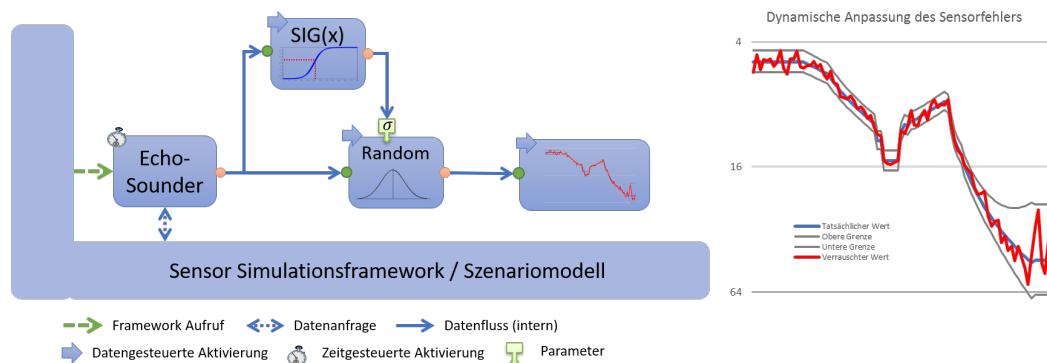 SIG(x)
σ
Echo-
Sounder
Random
Sensor Simulationsframework / Szenariomodell
Framework Aufruf
Datenanfrage
Datenfluss (intern)
Datengesteuerte Aktivierung
Zeitgesteuerte Aktivierung
Parameter
Dynamische Anpassung des Sensorfehlers
4
16
64
Tatsächlicher Wert
Obere Grenze
Untere Grenze
Verrauschter Wert